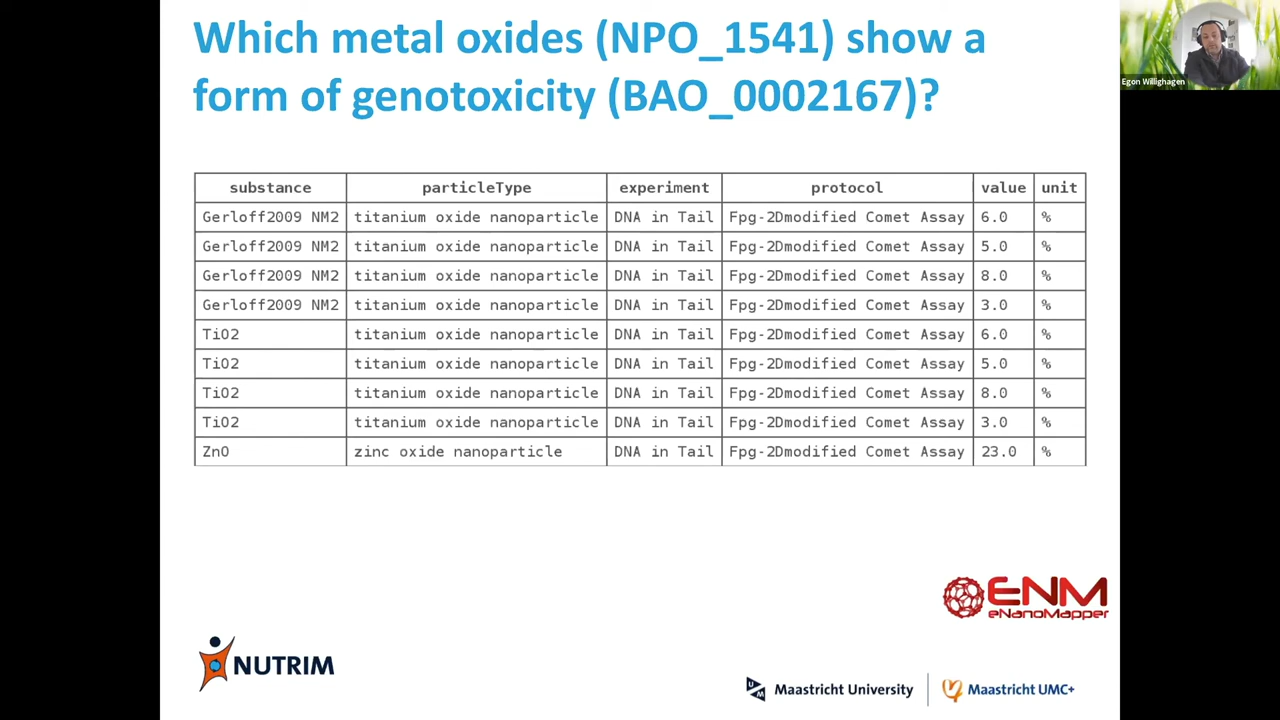 Which metal oxides (NPO_1541) show a
form of genotoxicity (BAO_0002167)?
Egon Willighagen
substance particleType experiment protocol value unit
Gerloff2009 NM2 titanium oxide nanoparticle DNA in Tail Fpg-2Dmodified Comet Assay 6.0 %
Gerloff2009 NM2 titanium oxide nanoparticle DNA in Tail Fpg-2Dmodified Comet Assay 5.0 %
Gerloff2009 NM2 titanium oxide nanoparticle DNA in Tail Fpg-2Dmodified Comet Assay 8.0 %
Gerloff2009 NM2 titanium oxide nanoparticle DNA in Tail Fpg-2Dmodified Comet Assay 3.0 %
TiO2 titanium oxide nanoparticle DNA in Tail Fpg-2Dmodified Comet Assay 6.0 %
TiO2 titanium oxide nanoparticle DNA in Tail Fpg-2Dmodified Comet Assay 5.0 %
TiO2 titanium oxide nanoparticle DNA in Tail Fpg-2Dmodified Comet Assay 8.0 %
TiO2 titanium oxide nanoparticle DNA in Tail Fpg-2Dmodified Comet Assay 3.0 %
ZnO zinc oxide nanoparticle DNA in Tail Fpg-2Dmodified Comet Assay 23.0 %
ENM
eNanoMapper
NUTRIM
UM Maastricht University
Maastricht UMC+